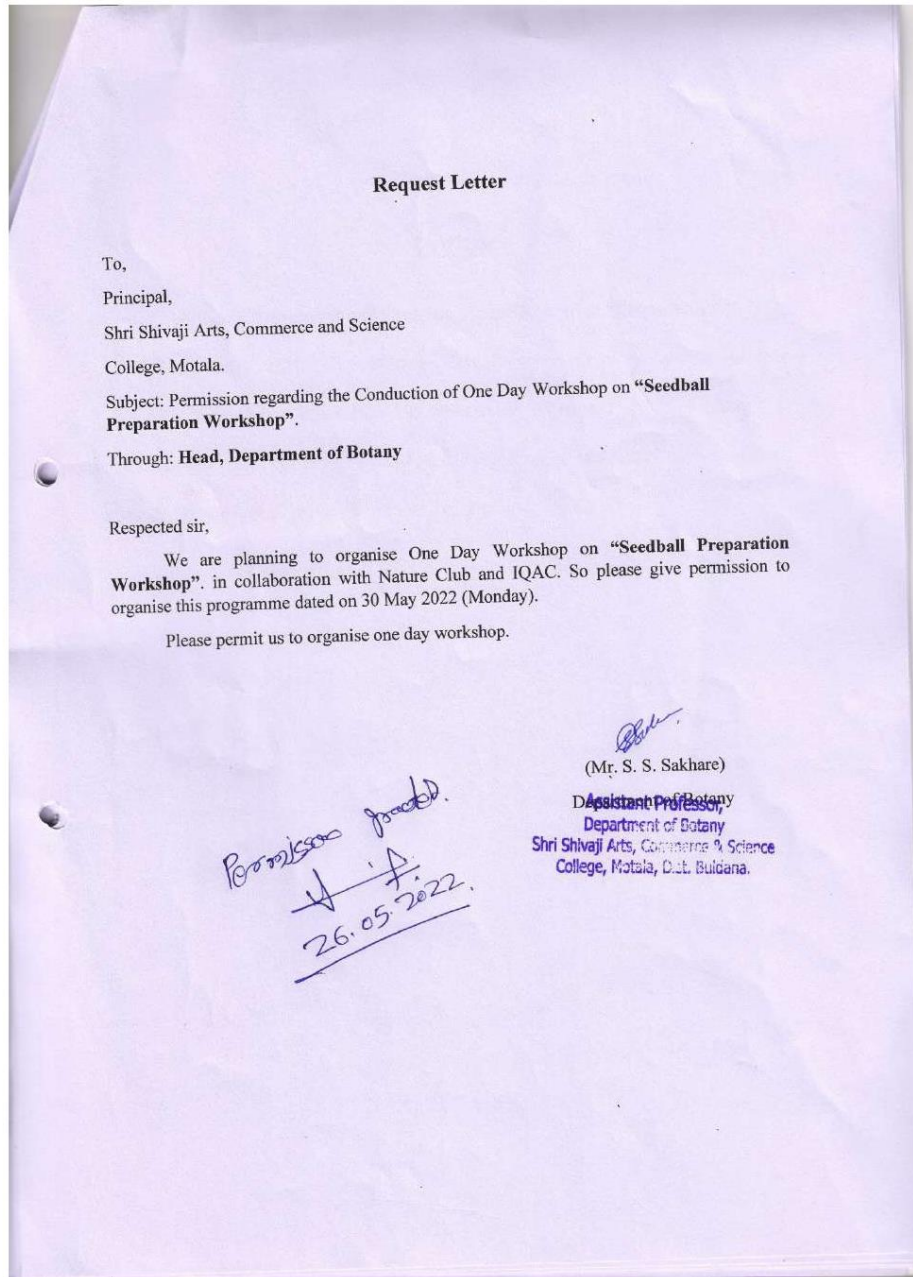 Request Letter
To,
Principal,
Shri Shivaji Arts, Commerce and Science
College, Motala.
Subject: Permission regarding the Conduction of One Day Workshop on “Seedball
Preparation Workshop”.
Through: Head, Department of Botany
Respected sir,
We are planning to organise One Day Workshop on “Seedball Preparation
Workshop”. in collaboration with Nature Club and IQAC. So please give permission to
organise this programme dated on 30 May 2022 (Monday).
Please permit us to organise one day workshop.
(Mr. S. S. Sakhare)
Department of Botany
Assistant Professor,
Department of Botany
Shri Shivaji Arts, Commerce & Science
College, Motala, Dist. Buldana.
Permission granted.
26.05.2022.